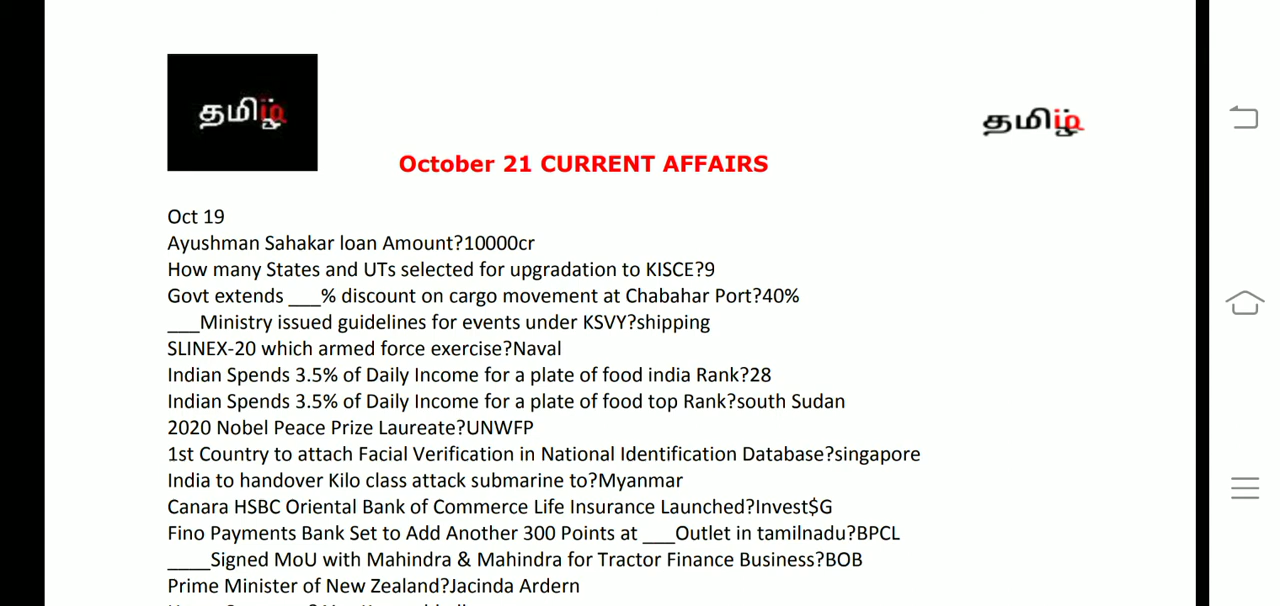 தமிழ்
தமிழ்
October 21 CURRENT AFFAIRS
Oct 19
Ayushman Sahakar loan Amount?10000cr
How many States and UTs selected for upgradation to KISCE?9
Govt extends ___% discount on cargo movement at Chabahar Port?40%
___Ministry issued guidelines for events under KSVY?shipping
SLINEX-20 which armed force exercise?Naval
Indian Spends 3.5% of Daily Income for a plate of food india Rank?28
Indian Spends 3.5% of Daily Income for a plate of food top Rank?south Sudan
2020 Nobel Peace Prize Laureate?UNWFP
1st Country to attach Facial Verification in National Identification Database?singapore
India to handover Kilo class attack submarine to?Myanmar
Canara HSBC Oriental Bank of Commerce Life Insurance Launched?Invest$G
Fino Payments Bank Set to Add Another 300 Points at ___Outlet in tamilnadu?BPCL
____Signed MoU with Mahindra & Mahindra for Tractor Finance Business?BOB
Prime Minister of New Zealand?Jacinda Ardern